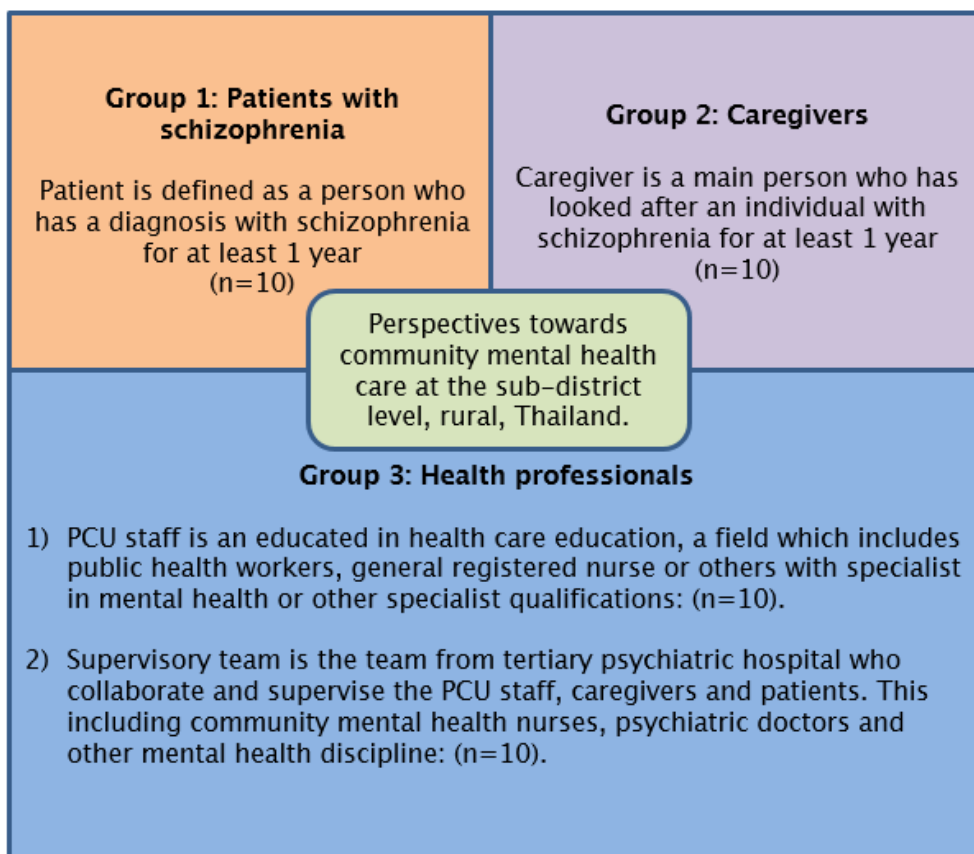 Group 1: Patients with
schizophrenia
Patient is defined as a person who
has a diagnosis with schizophrenia
for at least 1 year
(n=10)
Group 2: Caregivers
Caregiver is a main person who has
looked after an individual with
schizophrenia for at least 1 year
(n=10)
Perspectives towards
community mental health
care at the sub-district
level, rural, Thailand.
Group 3: Health professionals
1) PCU staff is an educated in health care education, a field which includes
public health workers, general registered nurse or others with specialist
in mental health or other specialist qualifications: (n=10).
2) Supervisory team is the team from tertiary psychiatric hospital who
collaborate and supervise the PCU staff, caregivers and patients. This
including community mental health nurses, psychiatric doctors and
other mental health discipline: (n=10).